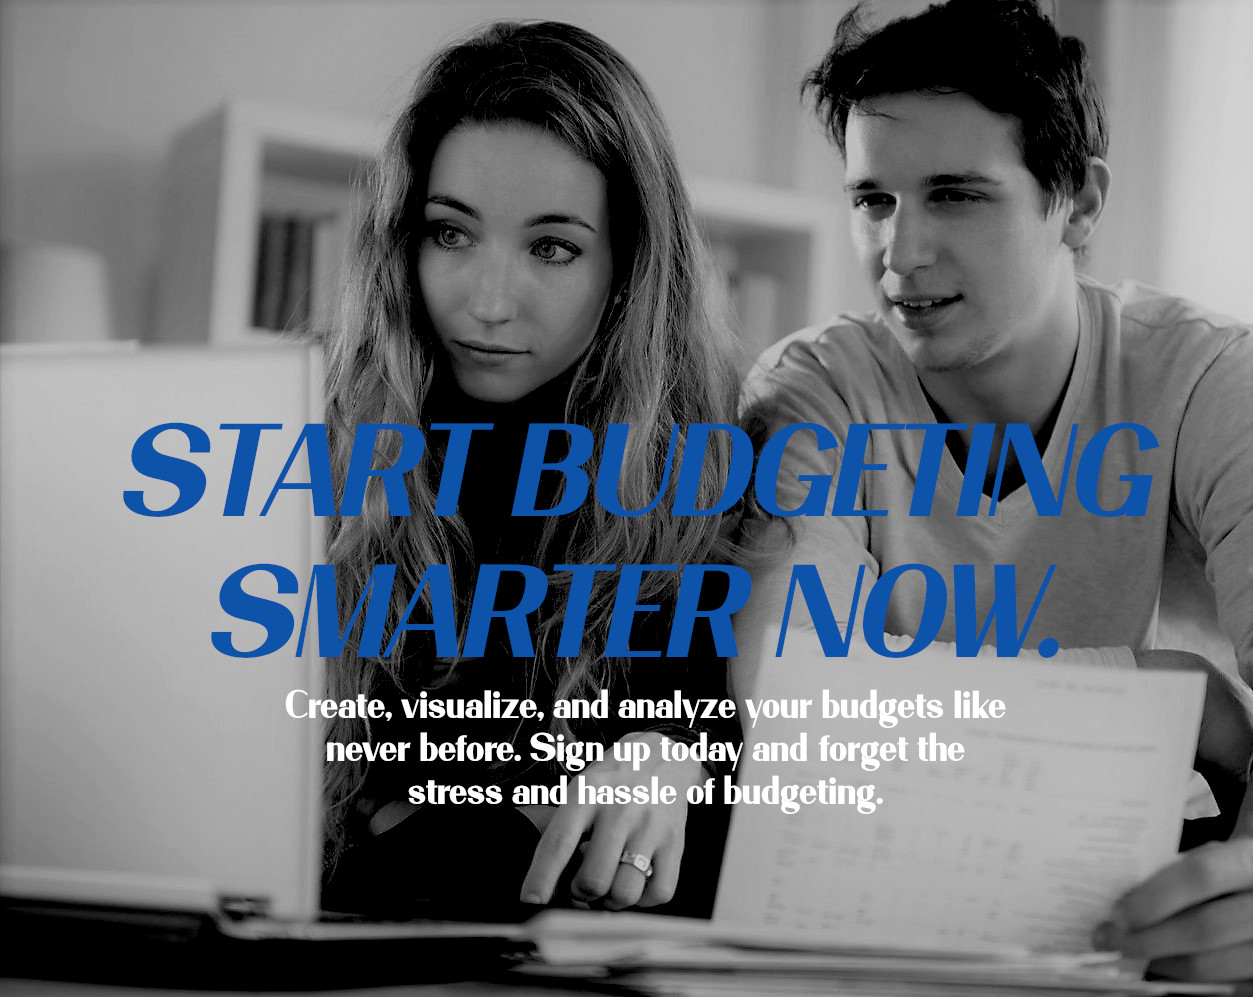 START BUDGETING
SMARTER NOW.
Create, visualize, and analyze your budgets like
never before. Sign up today and forget the
stress and hassle of budgeting.